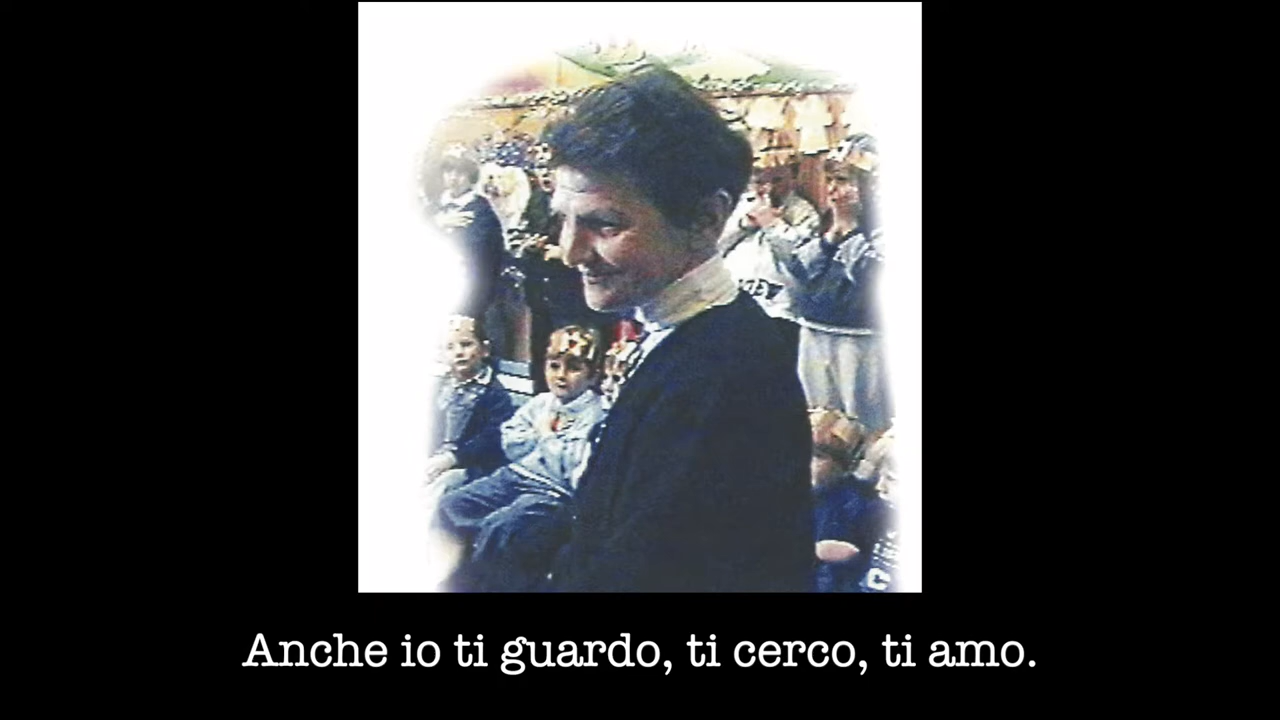 Anche io ti guardo, ti cerco, ti amo.